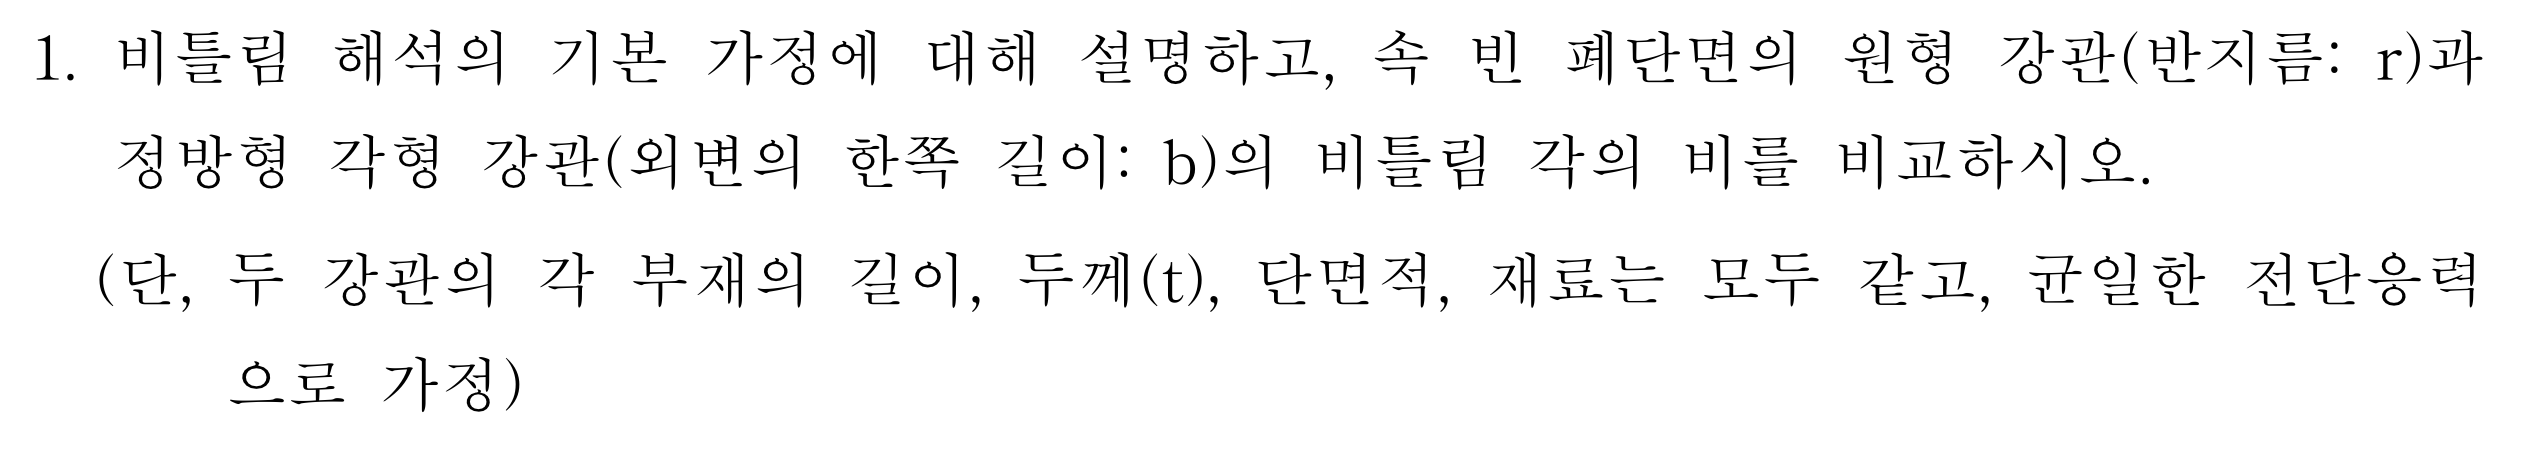 1. 비틀림 해석의 기본 가정에 대해 설명하고, 속 빈 폐단면의 원형 강관(반지름: r)과
정방형 각형 강관(외변의 한쪽 길이: b)의 비틀림 각의 비를 비교하시오.
(단, 두 강관의 각 부재의 길이, 두께(t), 단면적, 재료는 모두 같고, 균일한 전단응력
으로 가정)